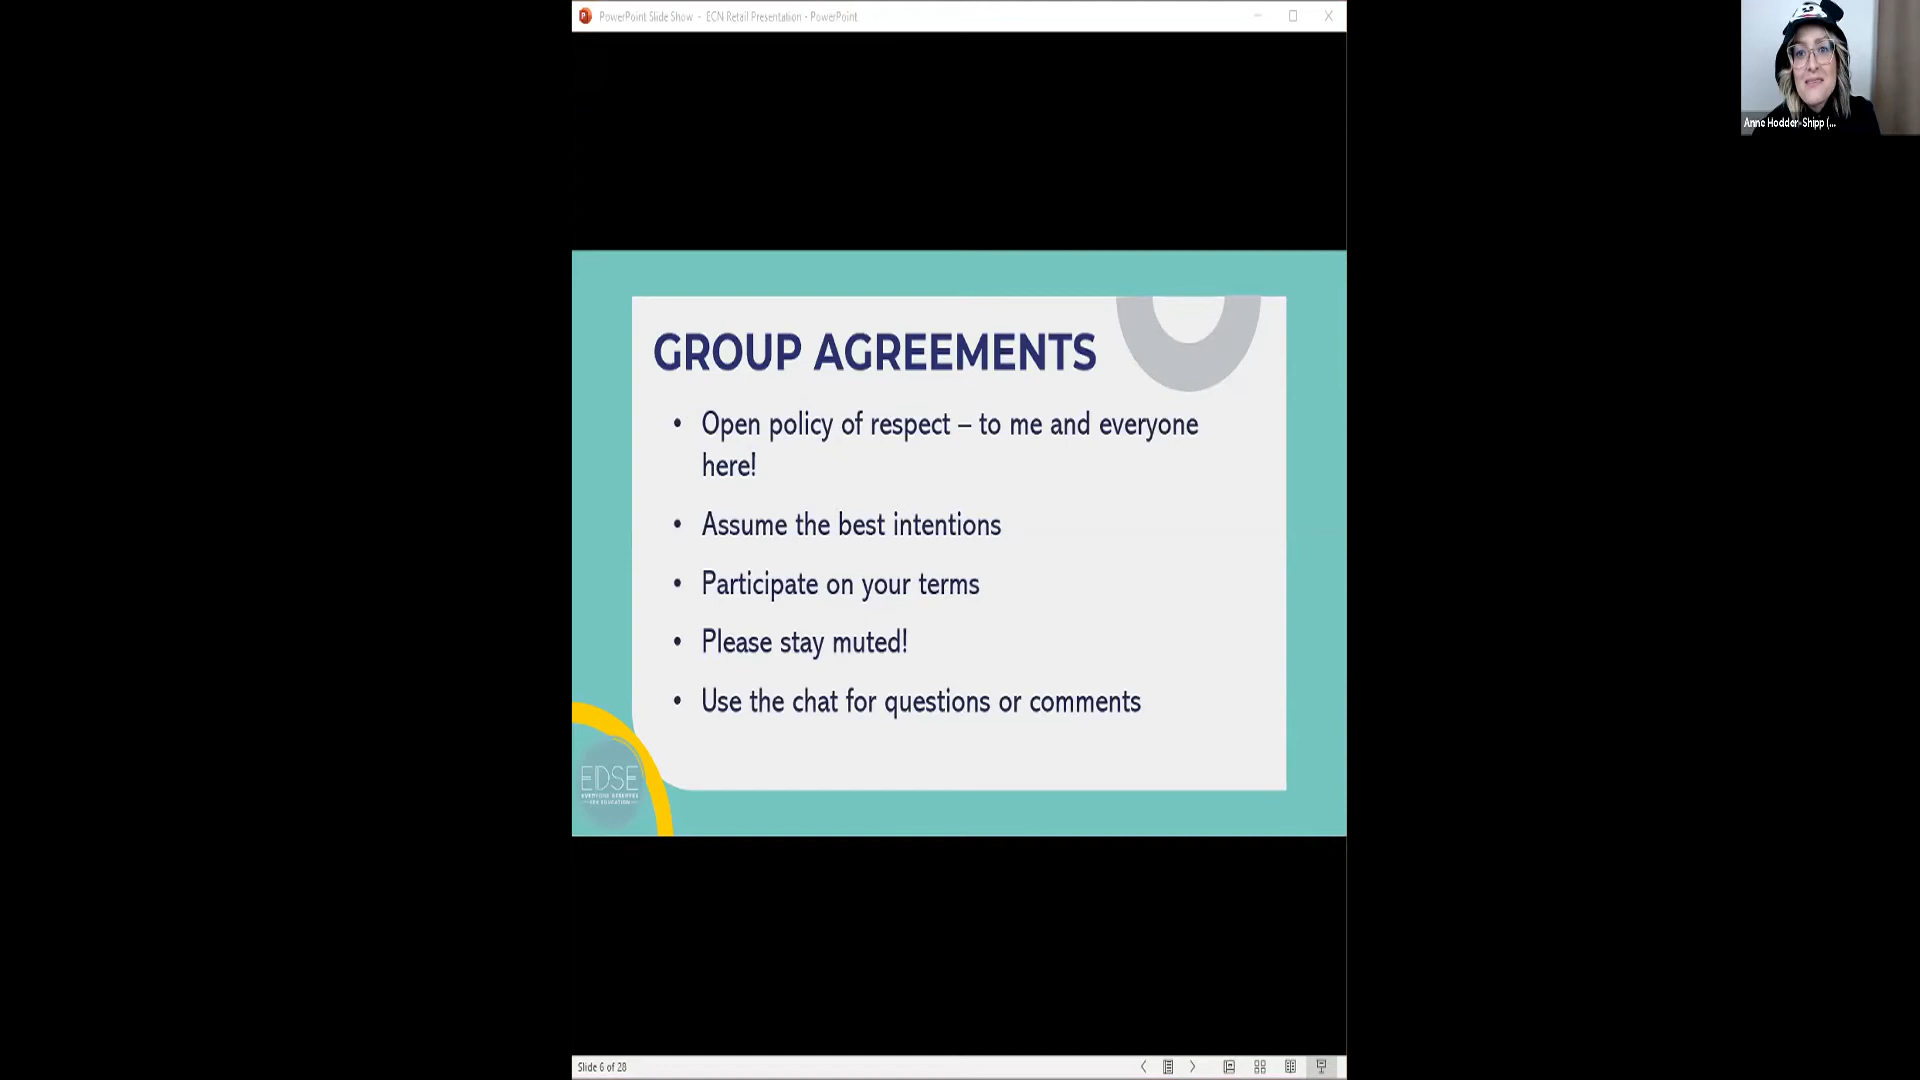 PowerPoint Slide Show - ECN Retail Presentation - PowerPoint
Anne Hodder-Shipp (...
GROUP AGREEMENTS
• Open policy of respect – to me and everyone
here!
• Assume the best intentions
• Participate on your terms
• Please stay muted!
• Use the chat for questions or comments
EDSE
EVERYONE DESERVES
SEX EDUCATION
Slide 6 of 28